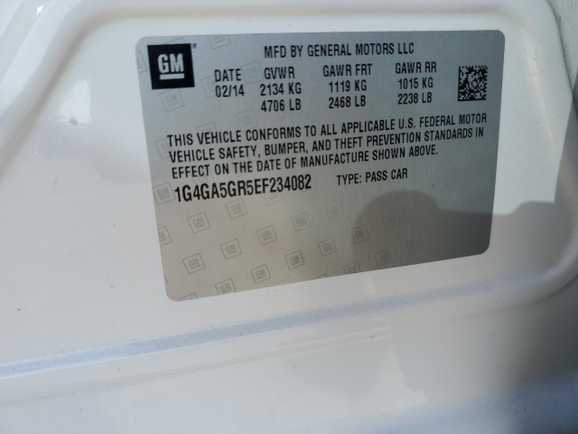 GM
MFD BY GENERAL MOTORS LLC
DATE GVWR GAWR FRT GAWR RR
02/14 2134 KG 1119 KG 1015 KG
4706 LB 2468 LB 2238 LB
THIS VEHICLE CONFORMS TO ALL APPLICABLE U.S. FEDERAL MOTOR
VEHICLE SAFETY, BUMPER, AND THEFT PREVENTION STANDARDS IN
EFFECT ON THE DATE OF MANUFACTURE SHOWN ABOVE.
1G4GA5GR5EF234082 TYPE: PASS CAR